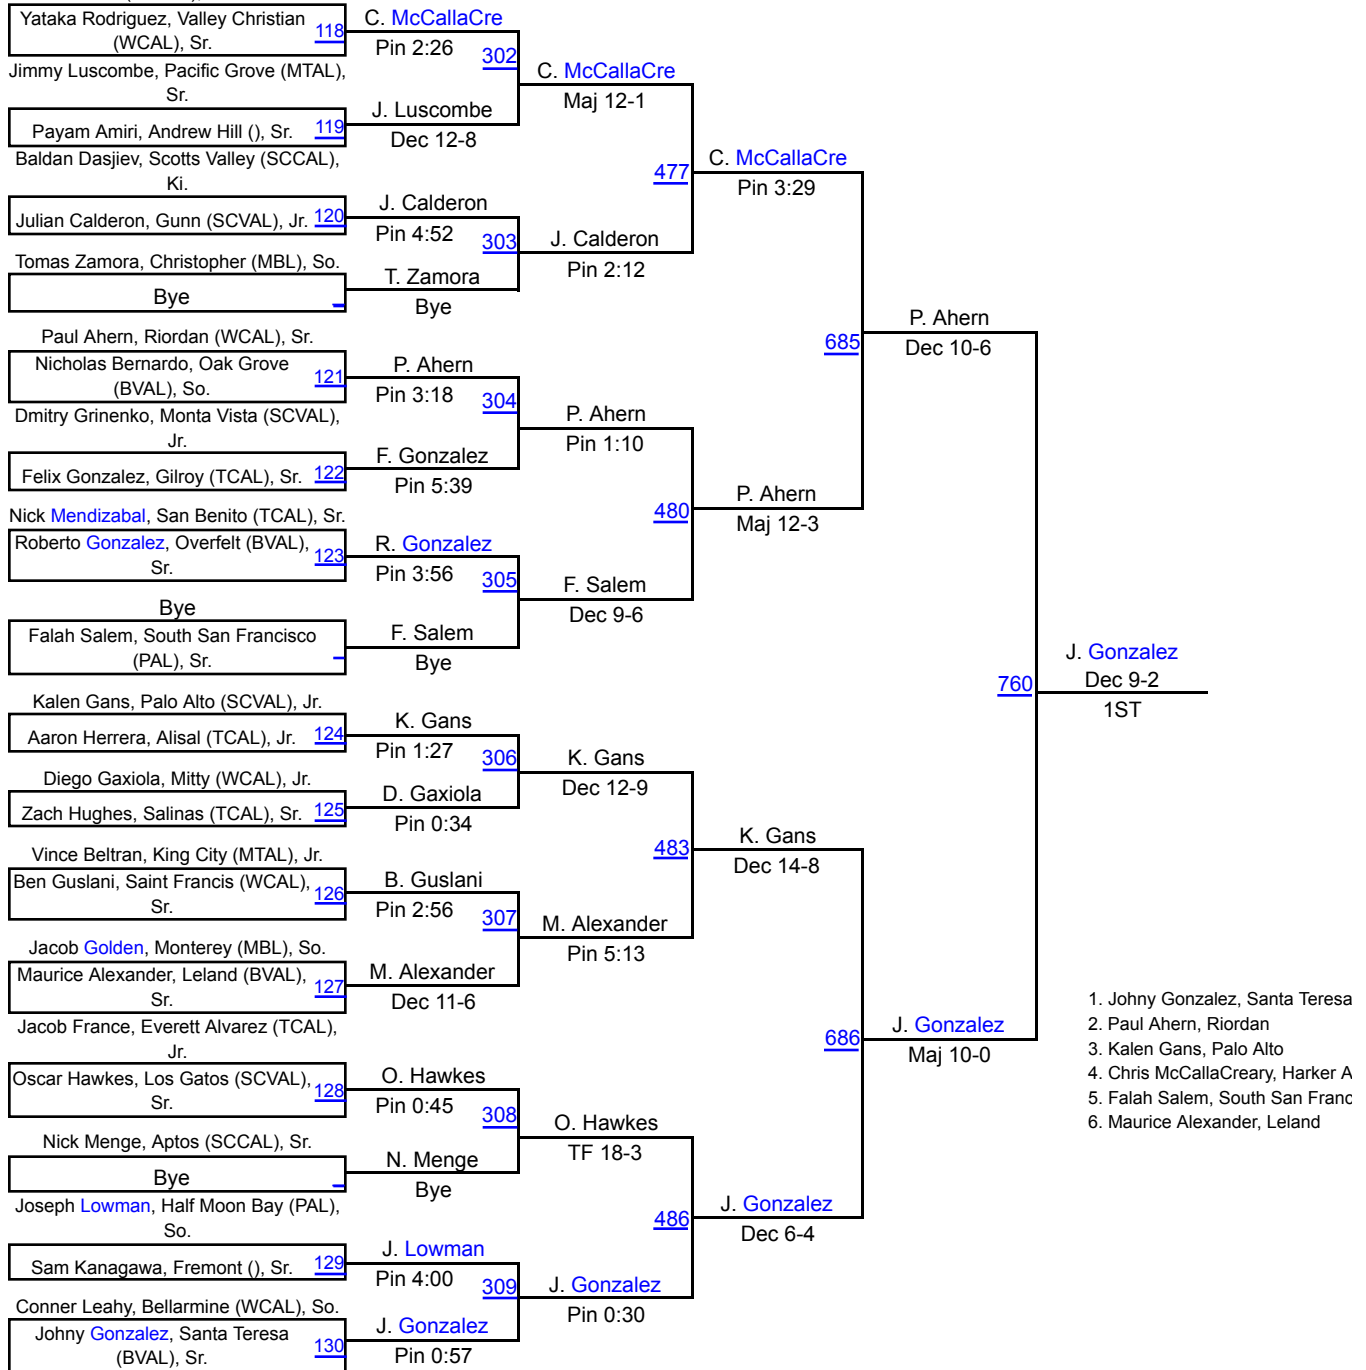 Yataka Rodriguez, Valley Christian
(WCAL), Sr.
118
Jimmy Luscombe, Pacific Grove (MTAL),
Sr.
Payam Amiri, Andrew Hill (), Sr.
119
Baldan Dasjiev, Scotts Valley (SCCAL),
Ki.
Julian Calderon, Gunn (SCVAL), Jr.
120
Tomas Zamora, Christopher (MBL), So.
Bye
Paul Ahern, Riordan (WCAL), Sr.
Nicholas Bernardo, Oak Grove
(BVAL), So.
121
Dmitry Grinenko, Monta Vista (SCVAL),
Jr.
Felix Gonzalez, Gilroy (TCAL), Sr.
122
Nick Mendizabal, San Benito (TCAL), Sr.
Roberto Gonzalez, Overfelt (BVAL),
Sr.
123
Bye
Falah Salem, South San Francisco
(PAL), Sr.
Kalen Gans, Palo Alto (SCVAL), Jr.
Aaron Herrera, Alisal (TCAL), Jr.
124
Diego Gaxiola, Mitty (WCAL), Jr.
Zach Hughes, Salinas (TCAL), Sr.
125
Vince Beltran, King City (MTAL), Jr.
Ben Guslani, Saint Francis (WCAL),
Sr.
126
Jacob Golden, Monterey (MBL), So.
Maurice Alexander, Leland (BVAL),
Sr.
127
Jacob France, Everett Alvarez (TCAL),
Jr.
Oscar Hawkes, Los Gatos (SCVAL),
Sr.
128
Nick Menge, Aptos (SCCAL), Sr.
Bye
Joseph Lowman, Half Moon Bay (PAL),
So.
Sam Kanagawa, Fremont (), Sr.
129
Conner Leahy, Bellarmine (WCAL), So.
Johny Gonzalez, Santa Teresa
(BVAL), Sr.
130
C. McCallaCre
Pin 2:26
302
J. Luscombe
Dec 12-8
J. Calderon
Pin 4:52
303
T. Zamora
Bye
P. Ahern
Pin 3:18
304
F. Gonzalez
Pin 5:39
R. Gonzalez
Pin 3:56
305
F. Salem
Bye
K. Gans
Pin 1:27
306
D. Gaxiola
Pin 0:34
B. Guslani
Pin 2:56
307
M. Alexander
Dec 11-6
O. Hawkes
Pin 0:45
308
N. Menge
Bye
J. Lowman
Pin 4:00
309
J. Gonzalez
Pin 0:57
C. McCallaCre
Maj 12-1
477
J. Calderon
Pin 2:12
P. Ahern
Pin 1:10
480
F. Salem
Dec 9-6
K. Gans
Dec 12-9
483
M. Alexander
Pin 5:13
O. Hawkes
TF 18-3
486
J. Gonzalez
Pin 0:30
C. McCallaCre
Pin 3:29
685
P. Ahern
Maj 12-3
K. Gans
Dec 14-8
686
J. Gonzalez
Dec 6-4
P. Ahern
Dec 10-6
760
J. Gonzalez
Maj 10-0
J. Gonzalez
Dec 9-2
1ST
1. Johny Gonzalez, Santa Teresa
2. Paul Ahern, Riordan
3. Kalen Gans, Palo Alto
4. Chris McCallaCreary, Harker A
5. Falah Salem, South San Franc
6. Maurice Alexander, Leland